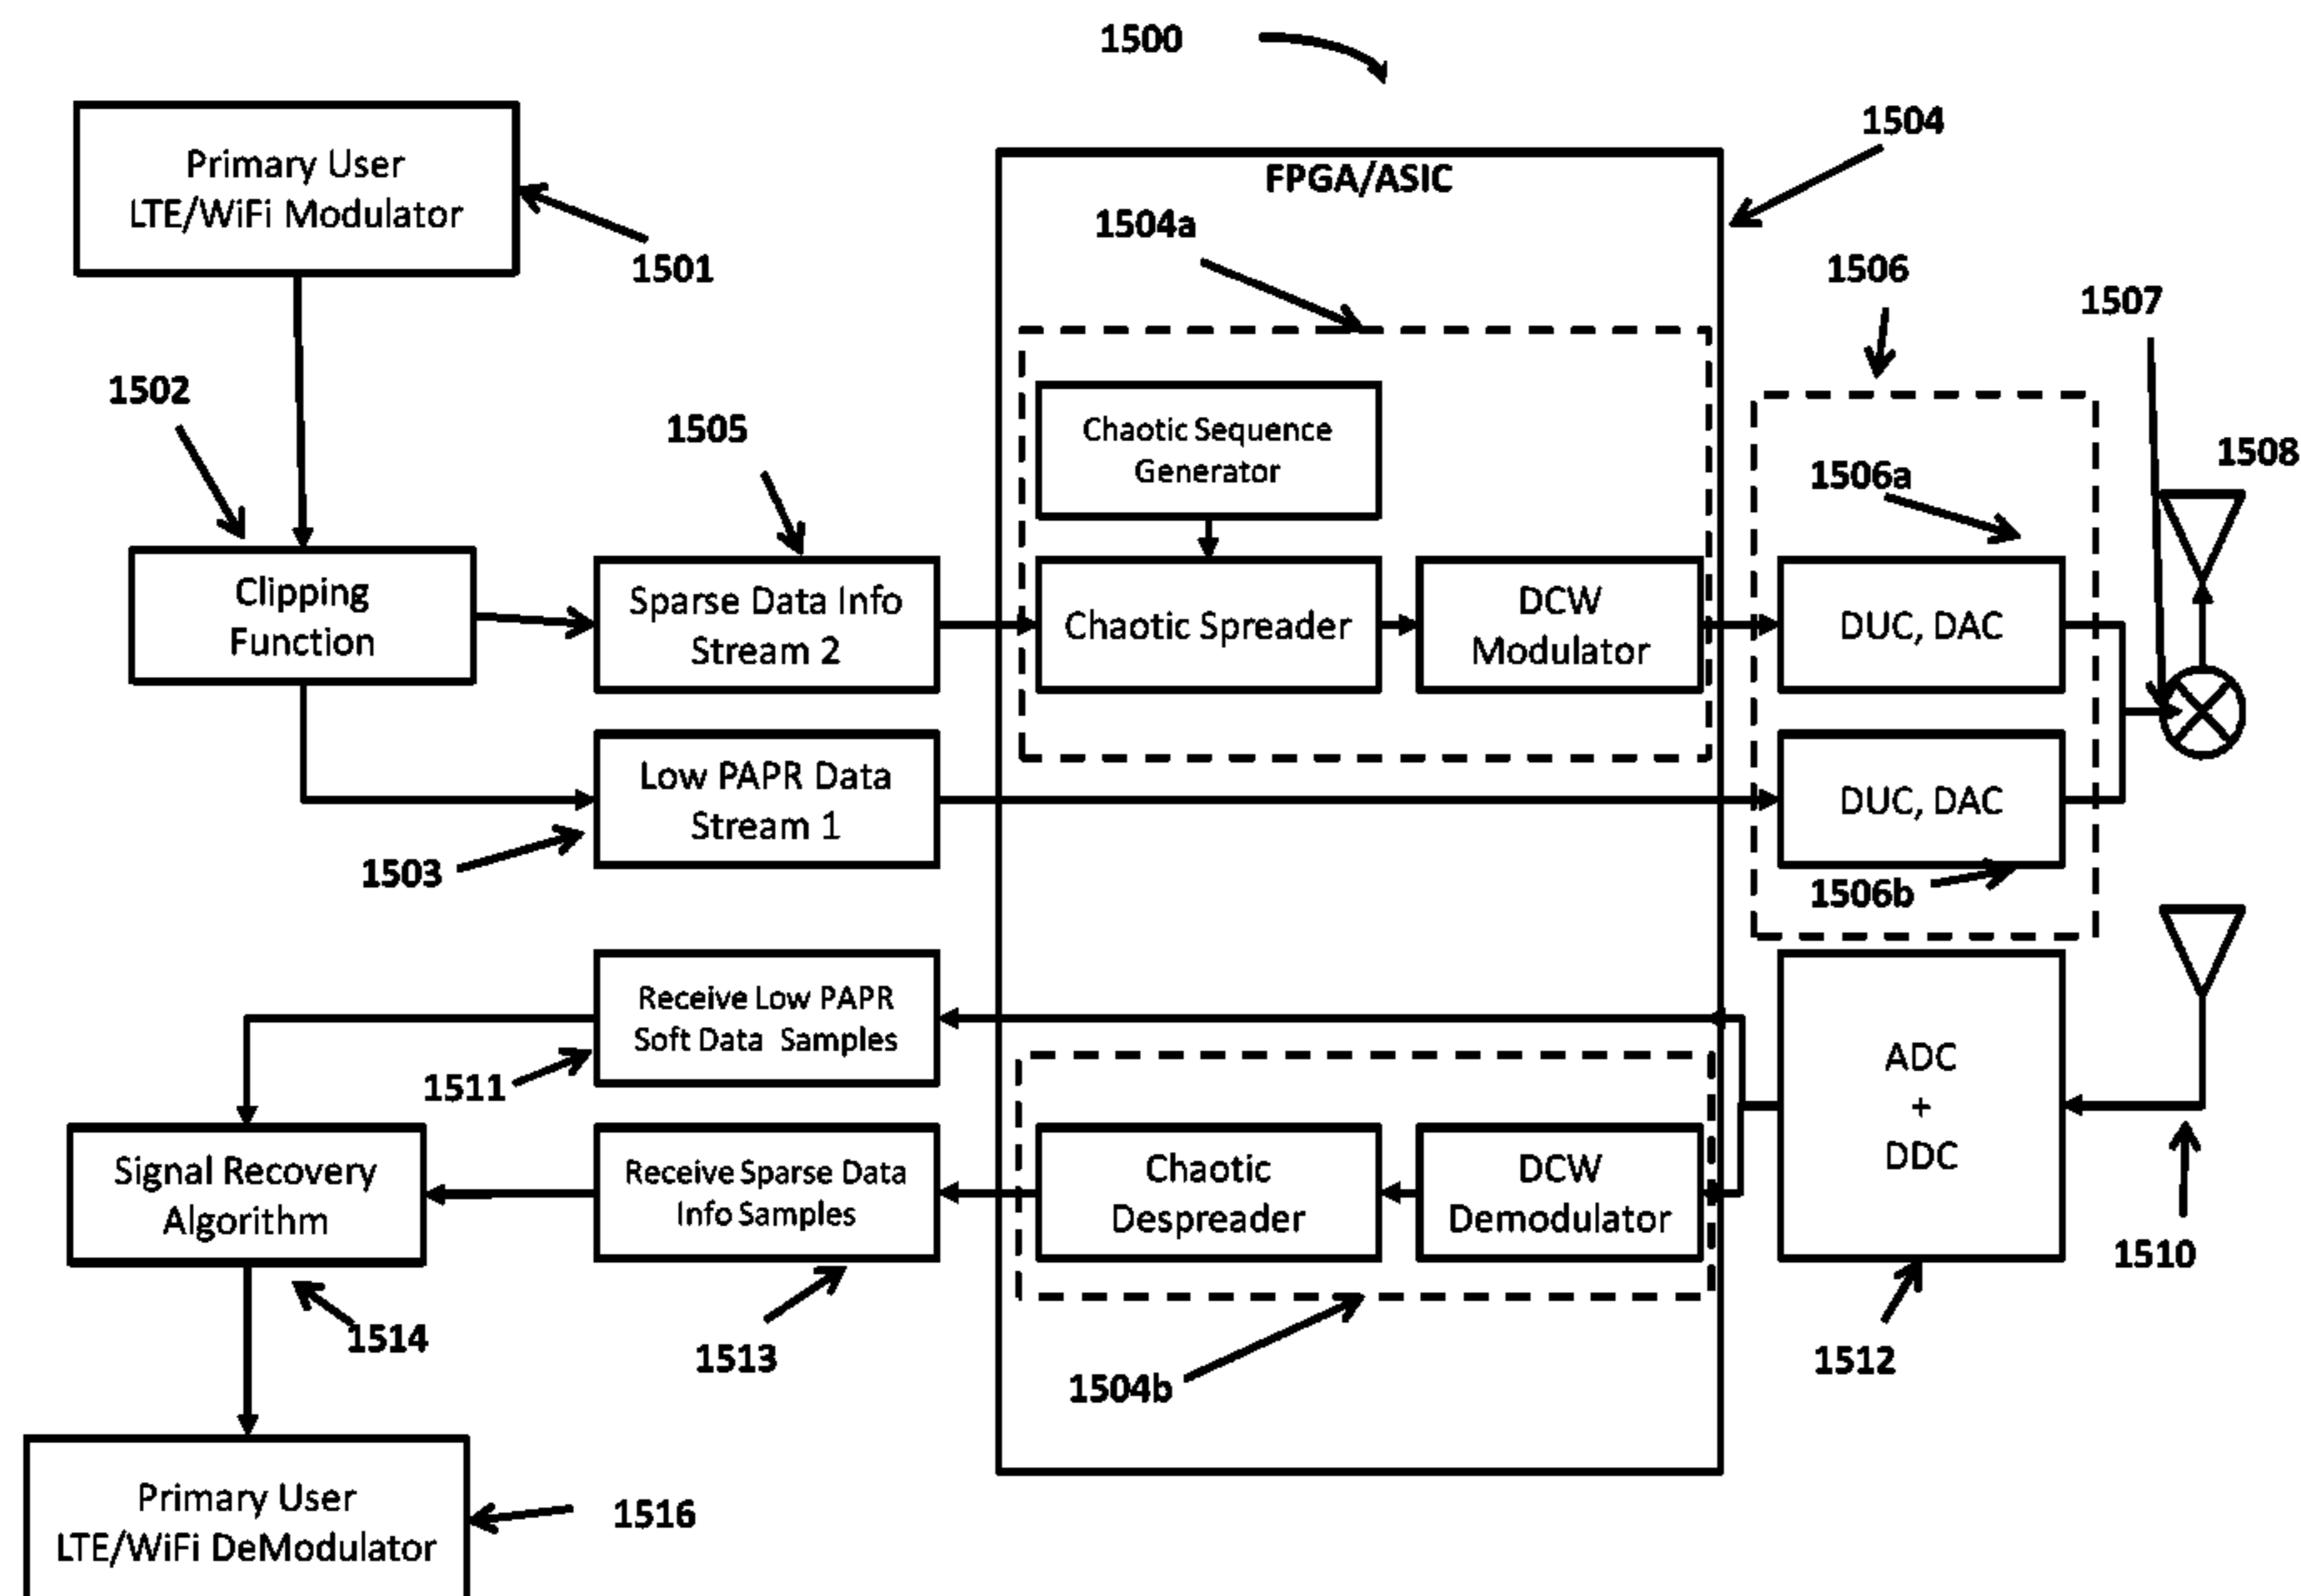 1500
1504
Primary User
LTE/WiFi Modulator
FPGA/ASIC
1504a
1501
1506
1507
1502
1505
Chaotic Sequence
Generator
1506a
1508
Clipping
Function
Sparse Data Info
Stream 2
Chaotic Spreader
DCW
Modulator
DUC, DAC
Low PAPR Data
Stream 1
DUC, DAC
1503
1506b
Receive Low PAPR
Soft Data Samples
1511
ADC
+
DDC
Signal Recovery
Algorithm
Receive Sparse Data
Info Samples
Chaotic
Despreader
DCW
Demodulator
1510
1514
1513
1504b
1512
Primary User
LTE/WiFi DeModulator
1516